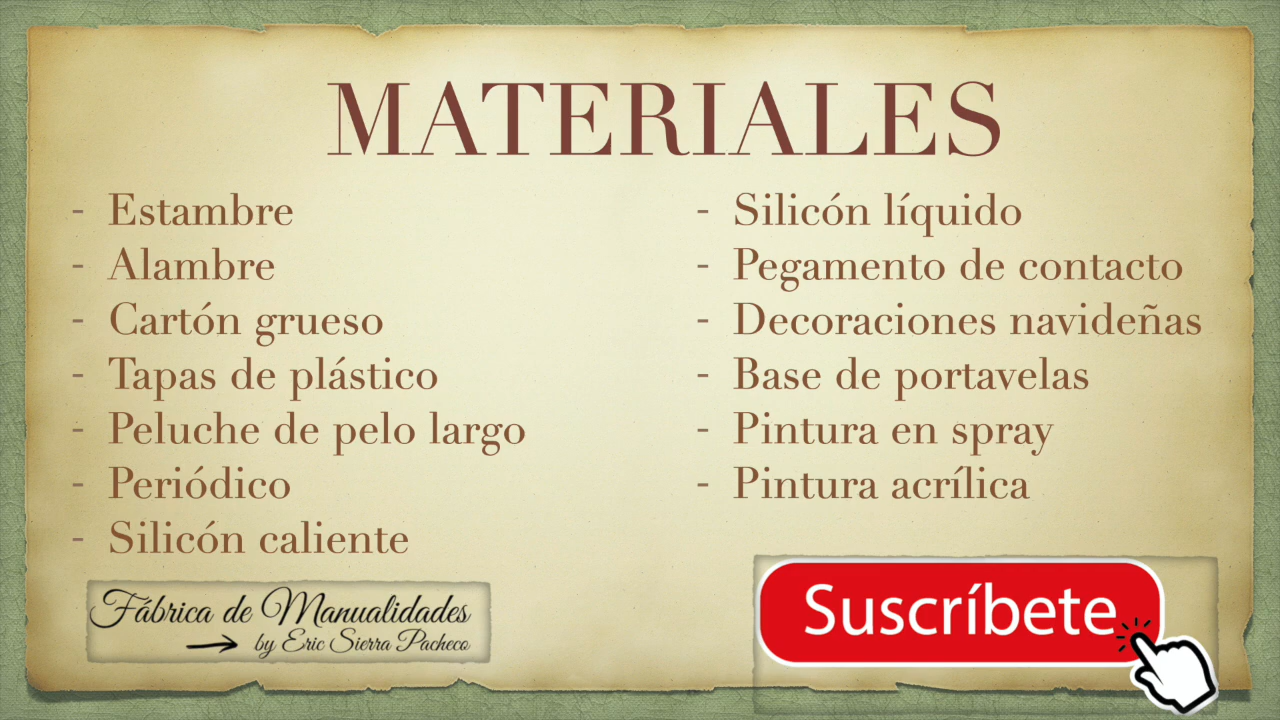 MATERIALES
- Estambre
- Alambre
- Cartón grueso
- Tapas de plástico
- Peluche de pelo largo
- Periódico
- Silicón caliente
- Silicón líquido
- Pegamento de contacto
- Decoraciones navideñas
- Base de portavelas
- Pintura en spray
- Pintura acrílica
Fábrica de Manualidades
by Eric Sierra Pacheco
Suscríbete